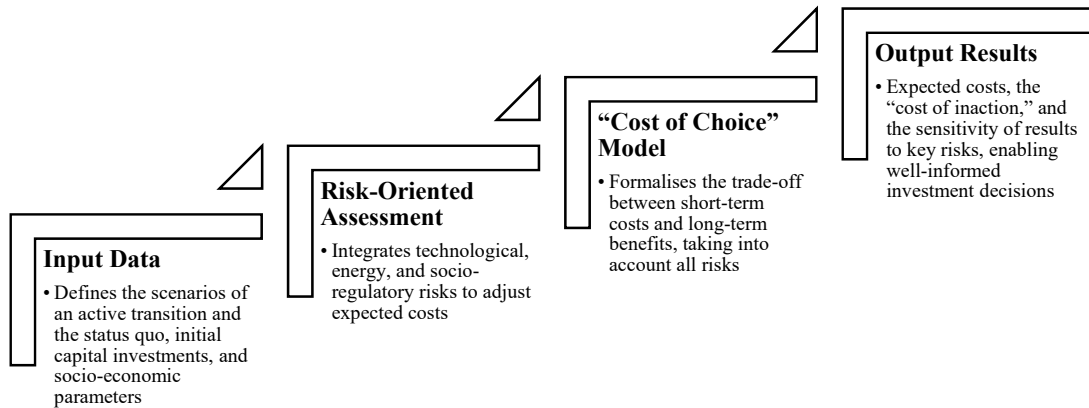 Input Data
• Defines the scenarios of
an active transition and
the status quo, initial
capital investments, and
socio-economic
parameters
Risk-Oriented
Assessment
• Integrates technological,
energy, and socio-
regulatory risks to adjust
expected costs
“Cost of Choice”
Model
• Formalises the trade-off
between short-term
costs and long-term
benefits, taking into
account all risks
Output Results
• Expected costs, the
“cost of inaction,” and
the sensitivity of results
to key risks, enabling
well-informed
investment decisions